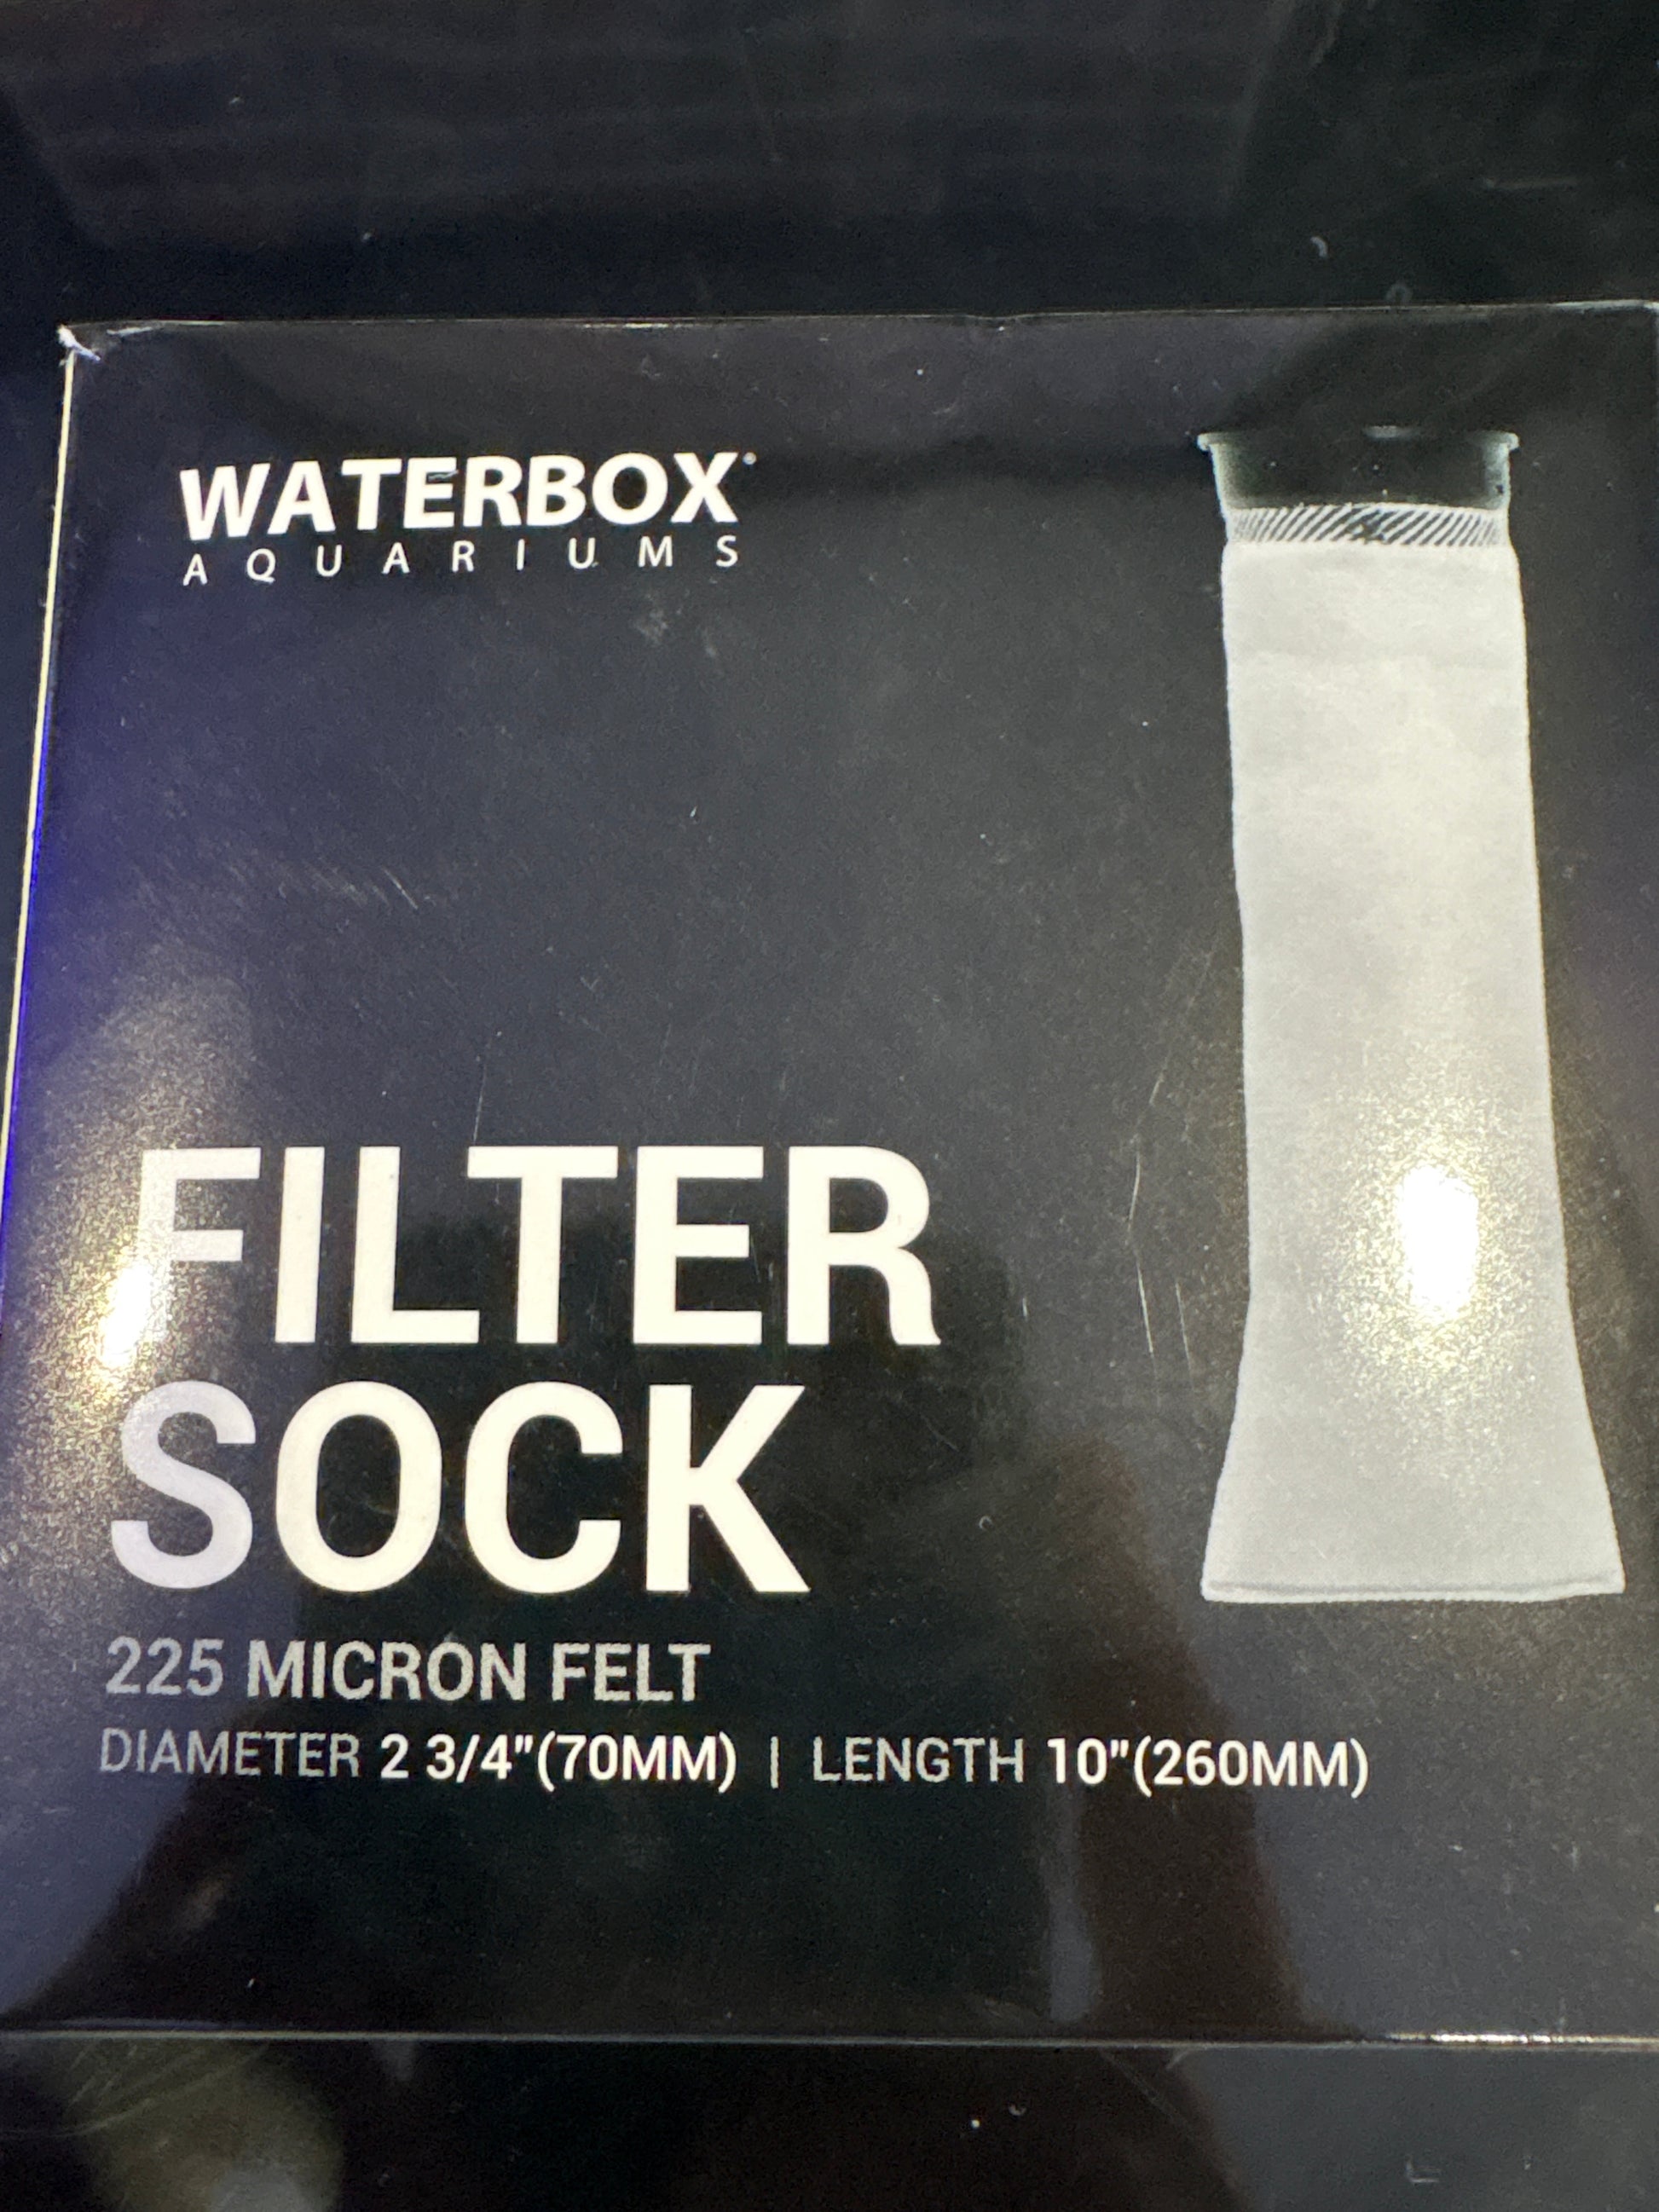 WATERBOX
AQUARIUMS
FILTER
SOCK
225 MICRON FELT
DIAMETER 2 3/4"(70MM) | LENGTH 10"(260MM)